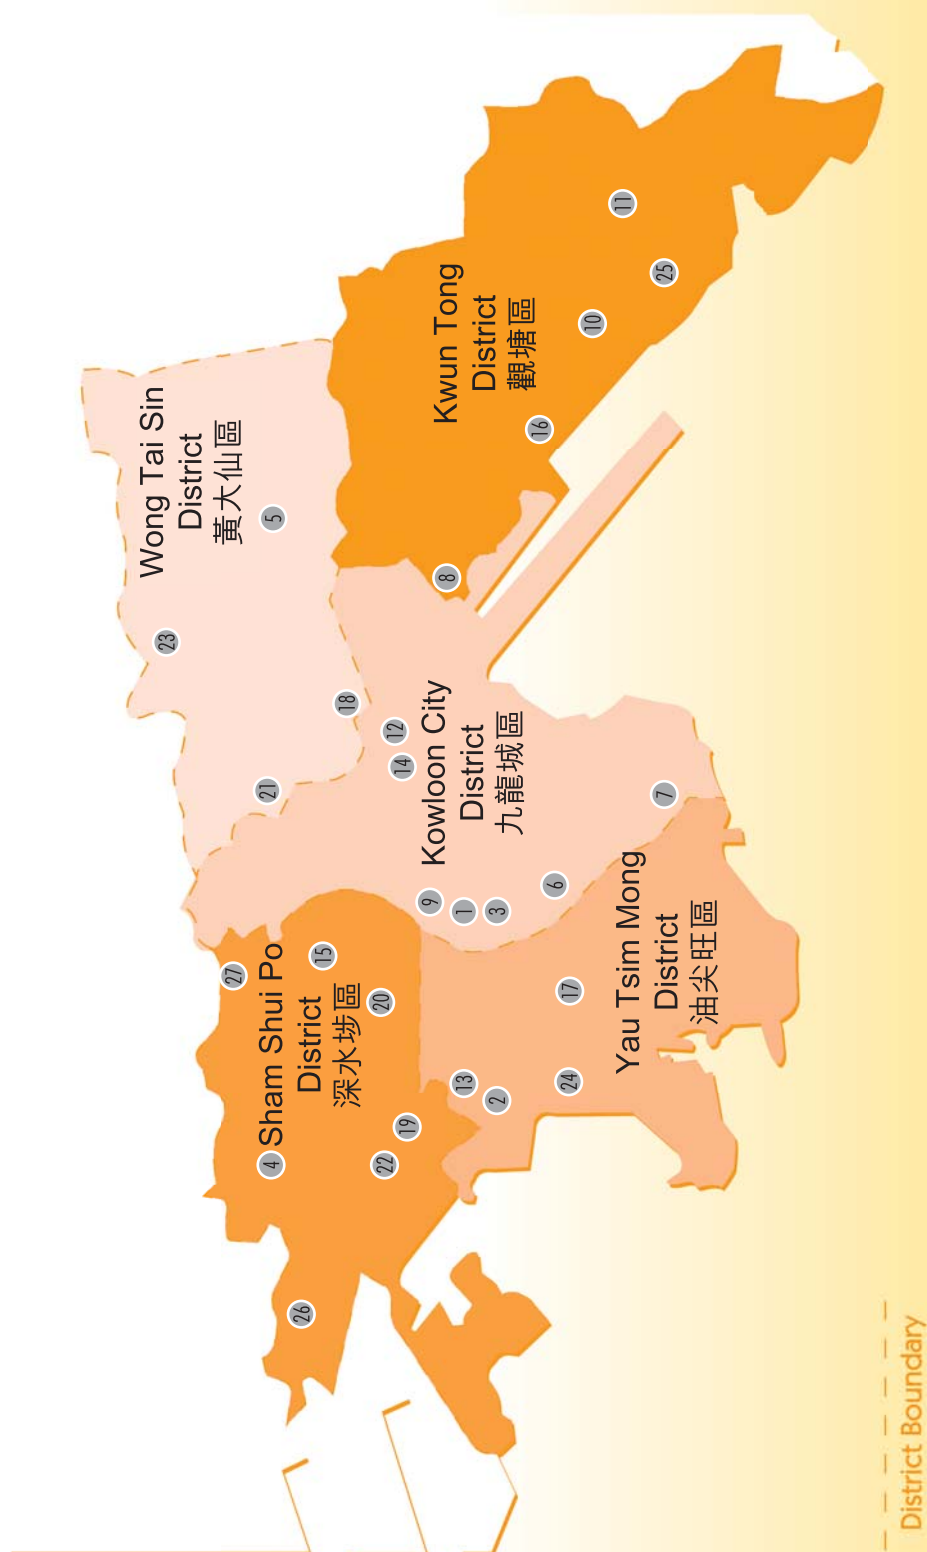 Wong Tai Sin
District
黃大仙區
Kwun Tong
District
觀塘區
Kowloon City
District
九龍城區
Sham Shui Po
District
深水埗區
Yau Tsim Mong
District
油尖旺區
23
5
21
18
11
25
10
16
8
12
14
7
9
1
3
6
27
15
20
4
19
22
26
17
13
2
24
District Boundary